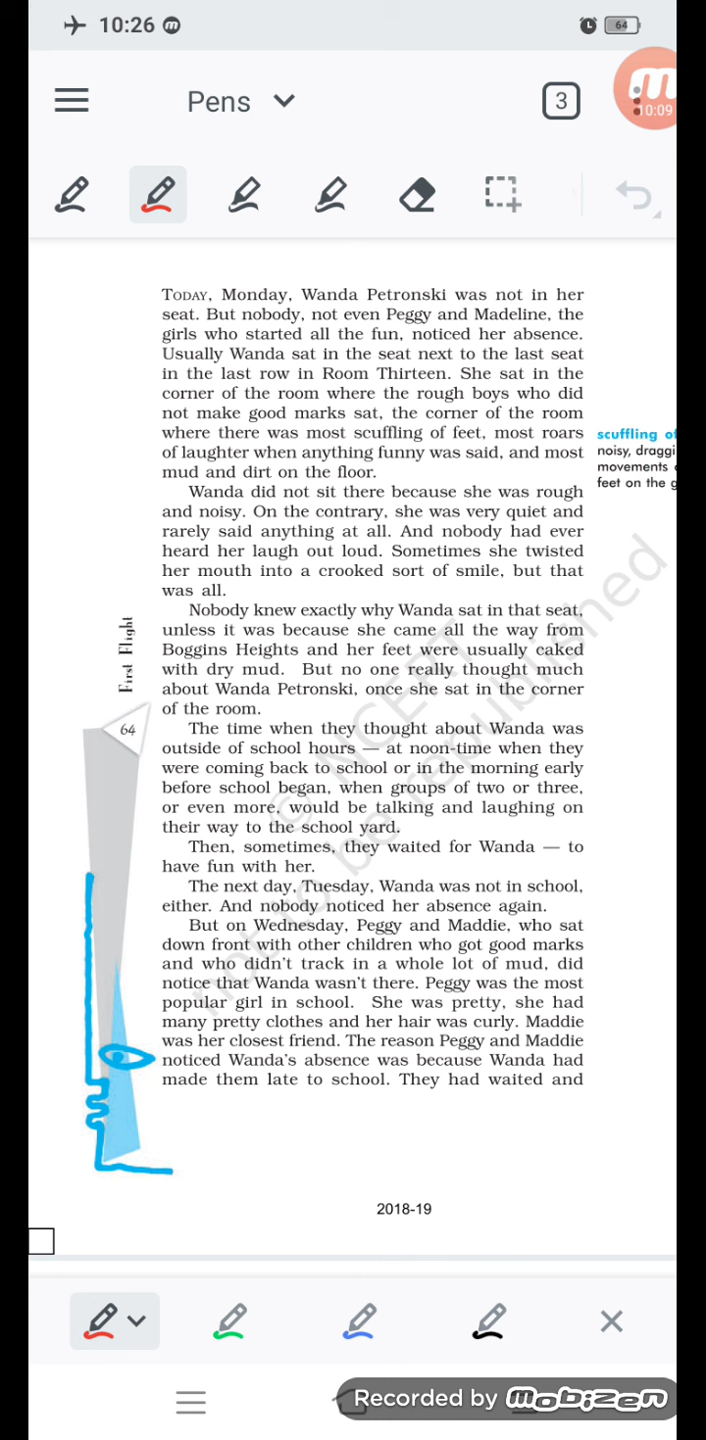 10:26
64
Pens
3
10:09
TODAY, Monday, Wanda Petronski was not in her
seat. But nobody, not even Peggy and Madeline, the
girls who started all the fun, noticed her absence.
Usually Wanda sat in the seat next to the last seat
in the last row in Room Thirteen. She sat in the
corner of the room where the rough boys who did
not make good marks sat, the corner of the room
where there was most scuffling of feet, most roars
of laughter when anything funny was said, and most
mud and dirt on the floor.
scuffling of
noisy, draggi
movements
feet on the g
Wanda did not sit there because she was rough
and noisy. On the contrary, she was very quiet and
rarely said anything at all. And nobody had ever
heard her laugh out loud. Sometimes she twisted
her mouth into a crooked sort of smile, but that
was all.
Nobody knew exactly why Wanda sat in that seat,
unless it was because she came all the way from
Boggins Heights and her feet were usually caked
with dry mud. But no one really thought much
about Wanda Petronski, once she sat in the corner
of the room.
First Flight
64
The time when they thought about Wanda was
outside of school hours — at noon-time when they
were coming back to school or in the morning early
before school began, when groups of two or three,
or even more, would be talking and laughing on
their way to the school yard.
Then, sometimes, they waited for Wanda — to
have fun with her.
The next day, Tuesday, Wanda was not in school,
either. And nobody noticed her absence again.
But on Wednesday, Peggy and Maddie, who sat
down front with other children who got good marks
and who didn't track in a whole lot of mud, did
notice that Wanda wasn't there. Peggy was the most
popular girl in school. She was pretty, she had
many pretty clothes and her hair was curly. Maddie
was her closest friend. The reason Peggy and Maddie
noticed Wanda's absence was because Wanda had
made them late to school. They had waited and
© NCERT
not to be republished
2018-19
Recorded by mobizen